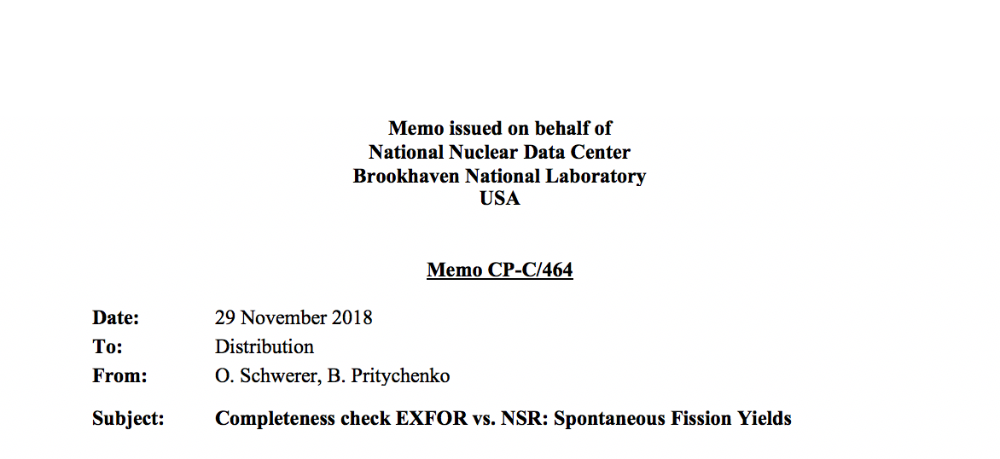 Memo issued on behalf of
National Nuclear Data Center
Brookhaven National Laboratory
USA
Memo CP-C/464
Date: 29 November 2018
To: Distribution
From: O. Schwerer, B. Pritychenko
Subject: Completeness check EXFOR vs. NSR: Spontaneous Fission Yields